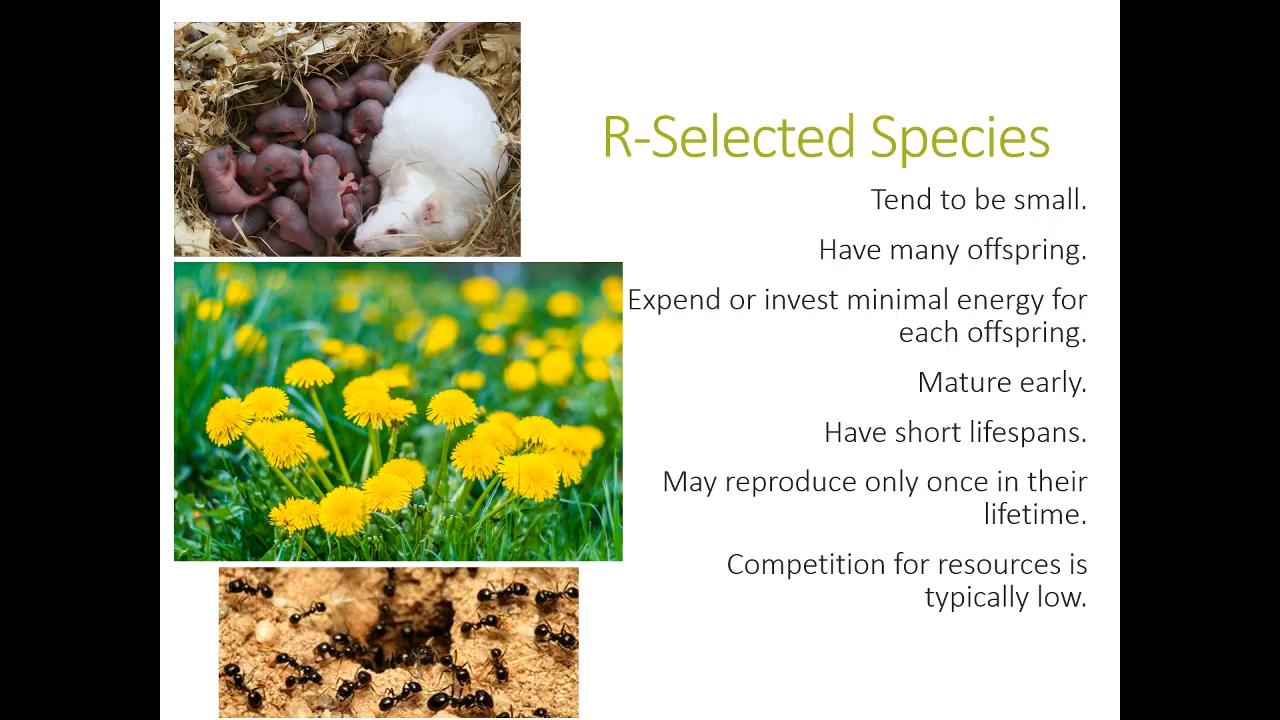 R-Selected Species
Tend to be small.
Have many offspring.
Expend or invest minimal energy for
each offspring.
Mature early.
Have short lifespans.
May reproduce only once in their
lifetime.
Competition for resources is
typically low.